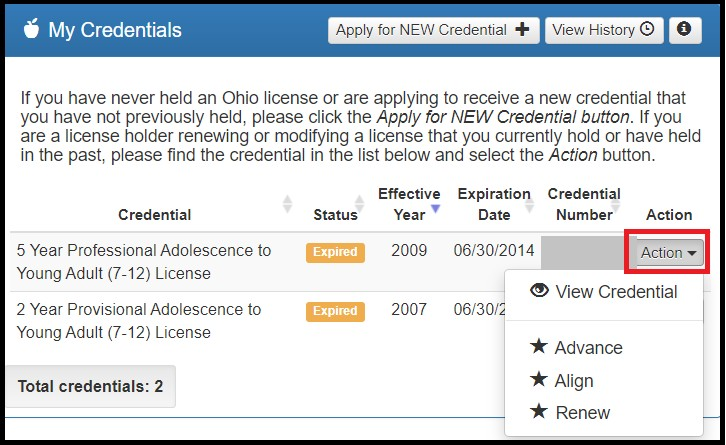 My Credentials
Apply for NEW Credential
View History
If you have never held an Ohio license or are applying to receive a new credential that
you have not previously held, please click the Apply for NEW Credential button. If you
are a license holder renewing or modifying a license that you currently hold or have held
in the past, please find the credential in the list below and select the Action button.
Credential Status Effective Year Expiration Date Credential Number Action
5 Year Professional Adolescence to Expired 2009 06/30/2014 Action
Young Adult (7-12) License
View Credential
2 Year Provisional Adolescence to Expired 2007 06/30/2
Young Adult (7-12) License
Advance
Align
Renew
Total credentials: 2